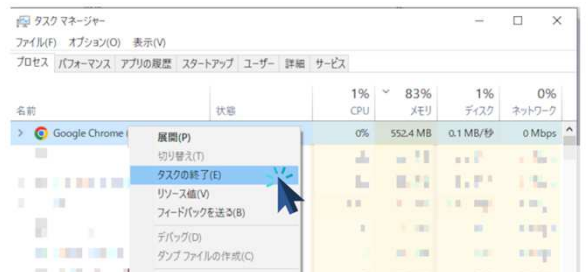 タスク マネージャー
ファイル(F) オプション(O) 表示(V)
プロセス パフォーマンス アプリの履歴 スタートアップ ユーザー 詳細 サービス
1% 83% 1% 0%
名前 状態 CPU メモリ ディスク ネットワーク
Google Chrome 0% 552.4 MB 0.1 MB/秒 0 Mbps
展開(P)
切り替え(T)
タスクの終了(E)
リソース値(V)
フィードバックを送る(B)
デバッグ(D)
ダンプ ファイルの作成(C)